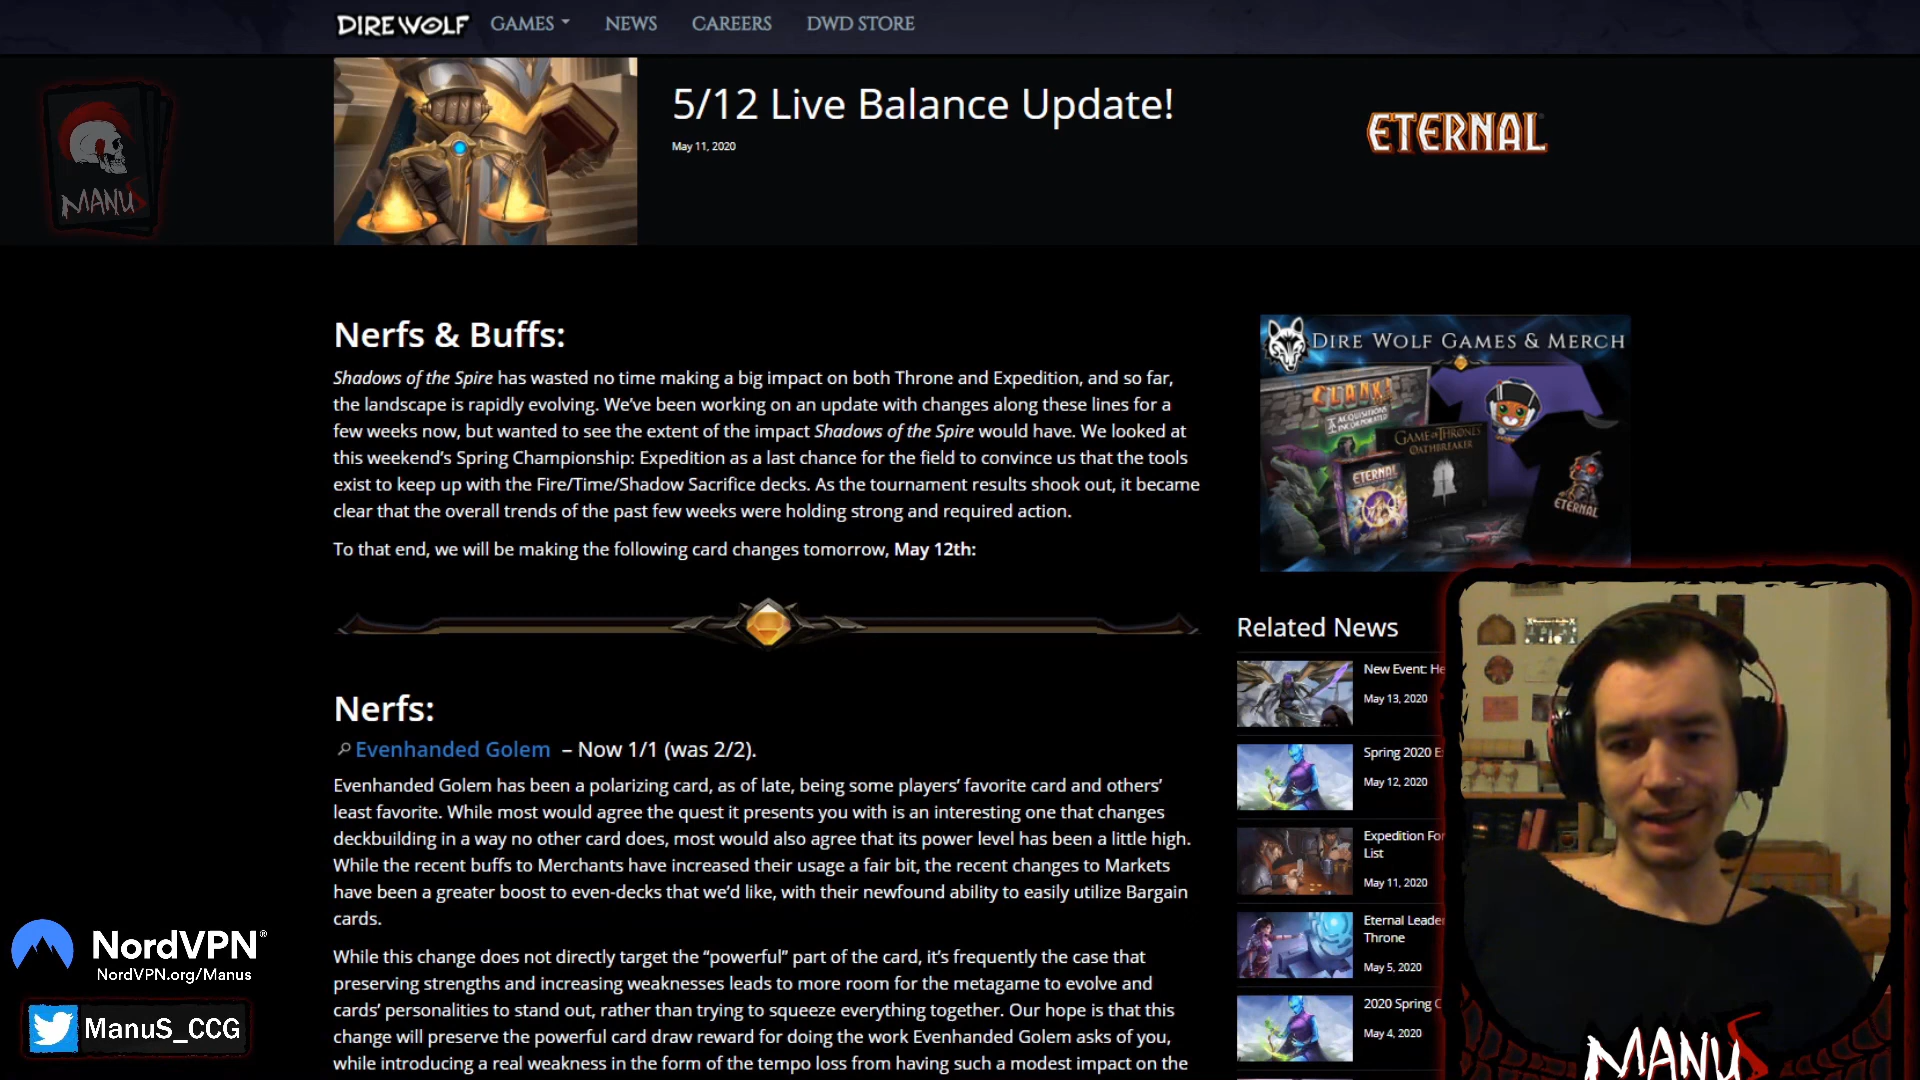 DIRE WOLF GAMES NEWS CAREERS DWD STORE
5/12 Live Balance Update!
May 11, 2020
ETERNAL
MANUS
Nerfs & Buffs:
Shadows of the Spire has wasted no time making a big impact on both Throne and Expedition, and so far,
the landscape is rapidly evolving. We've been working on an update with changes along these lines for a
few weeks now, but wanted to see the extent of the impact Shadows of the Spire would have. We looked at
this weekend's Spring Championship: Expedition as a last chance for the field to convince us that the tools
exist to keep up with the Fire/Time/Shadow Sacrifice decks. As the tournament results shook out, it became
clear that the overall trends of the past few weeks were holding strong and required action.
To that end, we will be making the following card changes tomorrow, May 12th:
Nerfs:
Evenhanded Golem – Now 1/1 (was 2/2).
Evenhanded Golem has been a polarizing card, as of late, being some players' favorite card and others'
least favorite. While most would agree the quest it presents you with is an interesting one that changes
deckbuilding in a way no other card does, most would also agree that its power level has been a little high.
While the recent buffs to Merchants have increased their usage a fair bit, the recent changes to Markets
have been a greater boost to even-decks that we'd like, with their newfound ability to easily utilize Bargain
cards.
While this change does not directly target the "powerful" part of the card, it's frequently the case that
preserving strengths and increasing weaknesses leads to more room for the metagame to evolve and
cards' personalities to stand out, rather than trying to squeeze everything together. Our hope is that this
change will preserve the powerful card draw reward for doing the work Evenhanded Golem asks of you,
while introducing a real weakness in the form of the tempo loss from having such a modest impact on the
DIRE WOLF GAMES & MERCH
CLANK!
ACQUISITIONS
INCORPORATED
GAME OF THRONES
OATHBREAKER
ETERNAL
ETERNAL
Related News
New Event: He
May 13, 2020
Spring 2020 E
May 12, 2020
Expedition For
List
May 11, 2020
Eternal Leade
Throne
May 5, 2020
2020 Spring C
May 4, 2020
NordVPN®
NordVPN.org/Manus
ManuS_CCG
MANUS